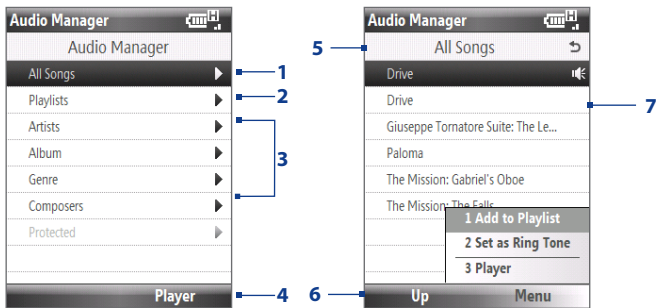 Audio Manager
Audio Manager
All Songs
Playlists
Artists
Album
Genre
Composers
Protected
Player
1
2
3
4
Audio Manager
All Songs
Drive
Drive
Giuseppe Tornatore Suite: The Le...
Paloma
The Mission: Gabriel's Oboe
The Mission: The Falls
1 Add to Playlist
2 Set as Ring Tone
3 Player
Up Menu
5
6
7